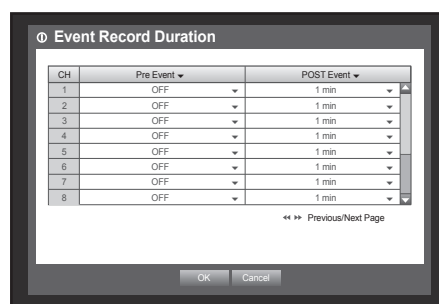 Event Record Duration
CH Pre Event POST Event
1 OFF 1 min
2 OFF 1 min
3 OFF 1 min
4 OFF 1 min
5 OFF 1 min
6 OFF 1 min
7 OFF 1 min
8 OFF 1 min
Previous/Next Page
OK Cancel